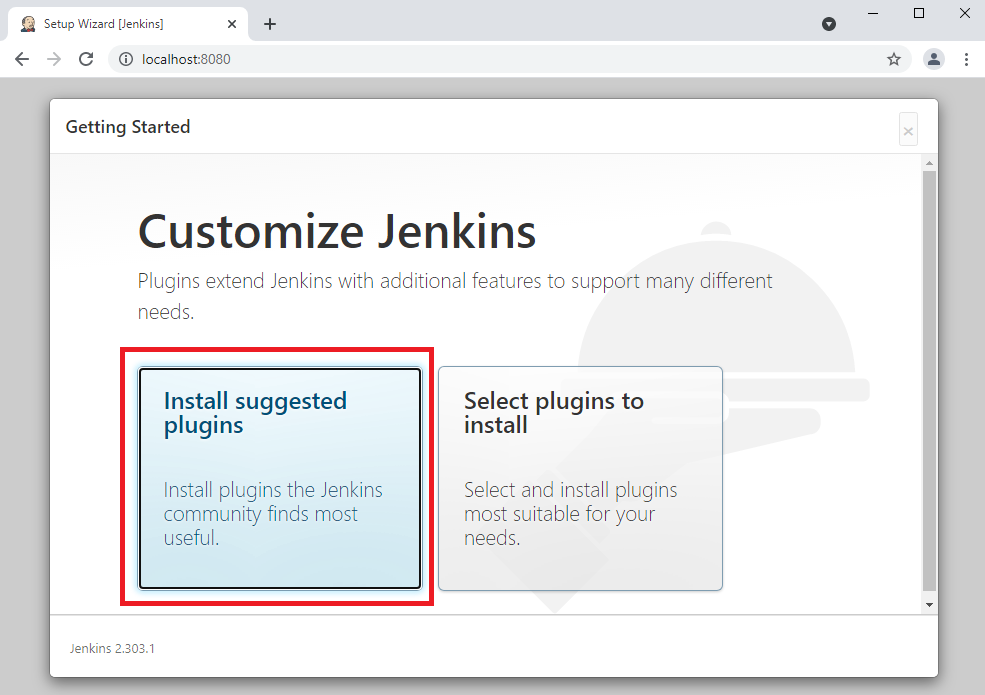 Setup Wizard [Jenkins]
localhost:8080
Getting Started
Customize Jenkins
Plugins extend Jenkins with additional features to support many different
needs.
Install suggested
plugins
Install plugins the Jenkins
community finds most
useful.
Select plugins to
install
Select and install plugins
most suitable for your
needs.
Jenkins 2.303.1